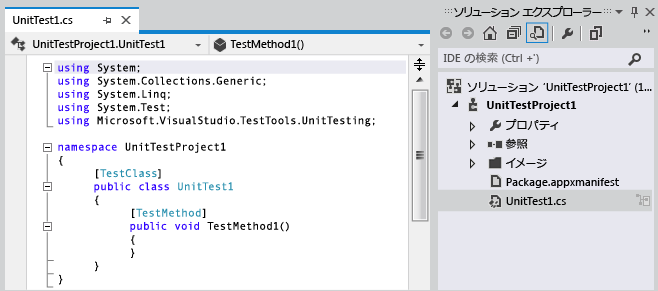 UnitTest1.cs
UnitTestProject1.UnitTest1
TestMethod1()
using System;
using System.Collections.Generic;
using System.Linq;
using System.Test;
using Microsoft.VisualStudio.TestTools.UnitTesting;
namespace UnitTestProject1
{
[TestClass]
public class UnitTest1
{
[TestMethod]
public void TestMethod1()
{
}
}
}
ソリューション エクスプローラー
IDE の検索 (Ctrl +')
ソリューション 'UnitTestProject1' (1...
UnitTestProject1
プロパティ
参照
イメージ
Package.appxmanifest
UnitTest1.cs